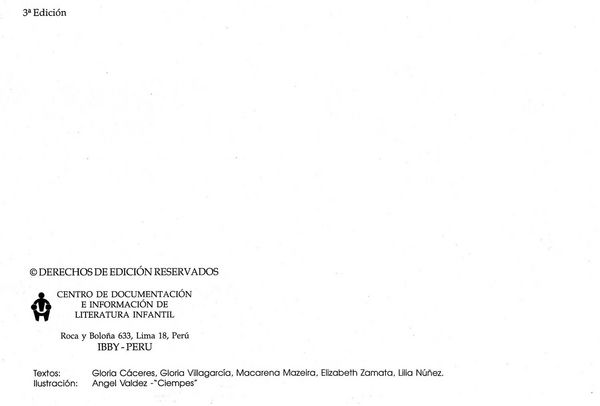 3ª Edición
© DERECHOS DE EDICIÓN RESERVADOS
CENTRO DE DOCUMENTACIÓN
E INFORMACIÓN DE
LITERATURA INFANTIL
Roca y Boloña 633, Lima 18, Perú
IBBY - PERU
Textos: Gloria Cáceres, Gloria Villagarcía, Macarena Mazeira, Elizabeth Zamata, Lilia Núñez.
Ilustración: Angel Valdez -"Ciempes"